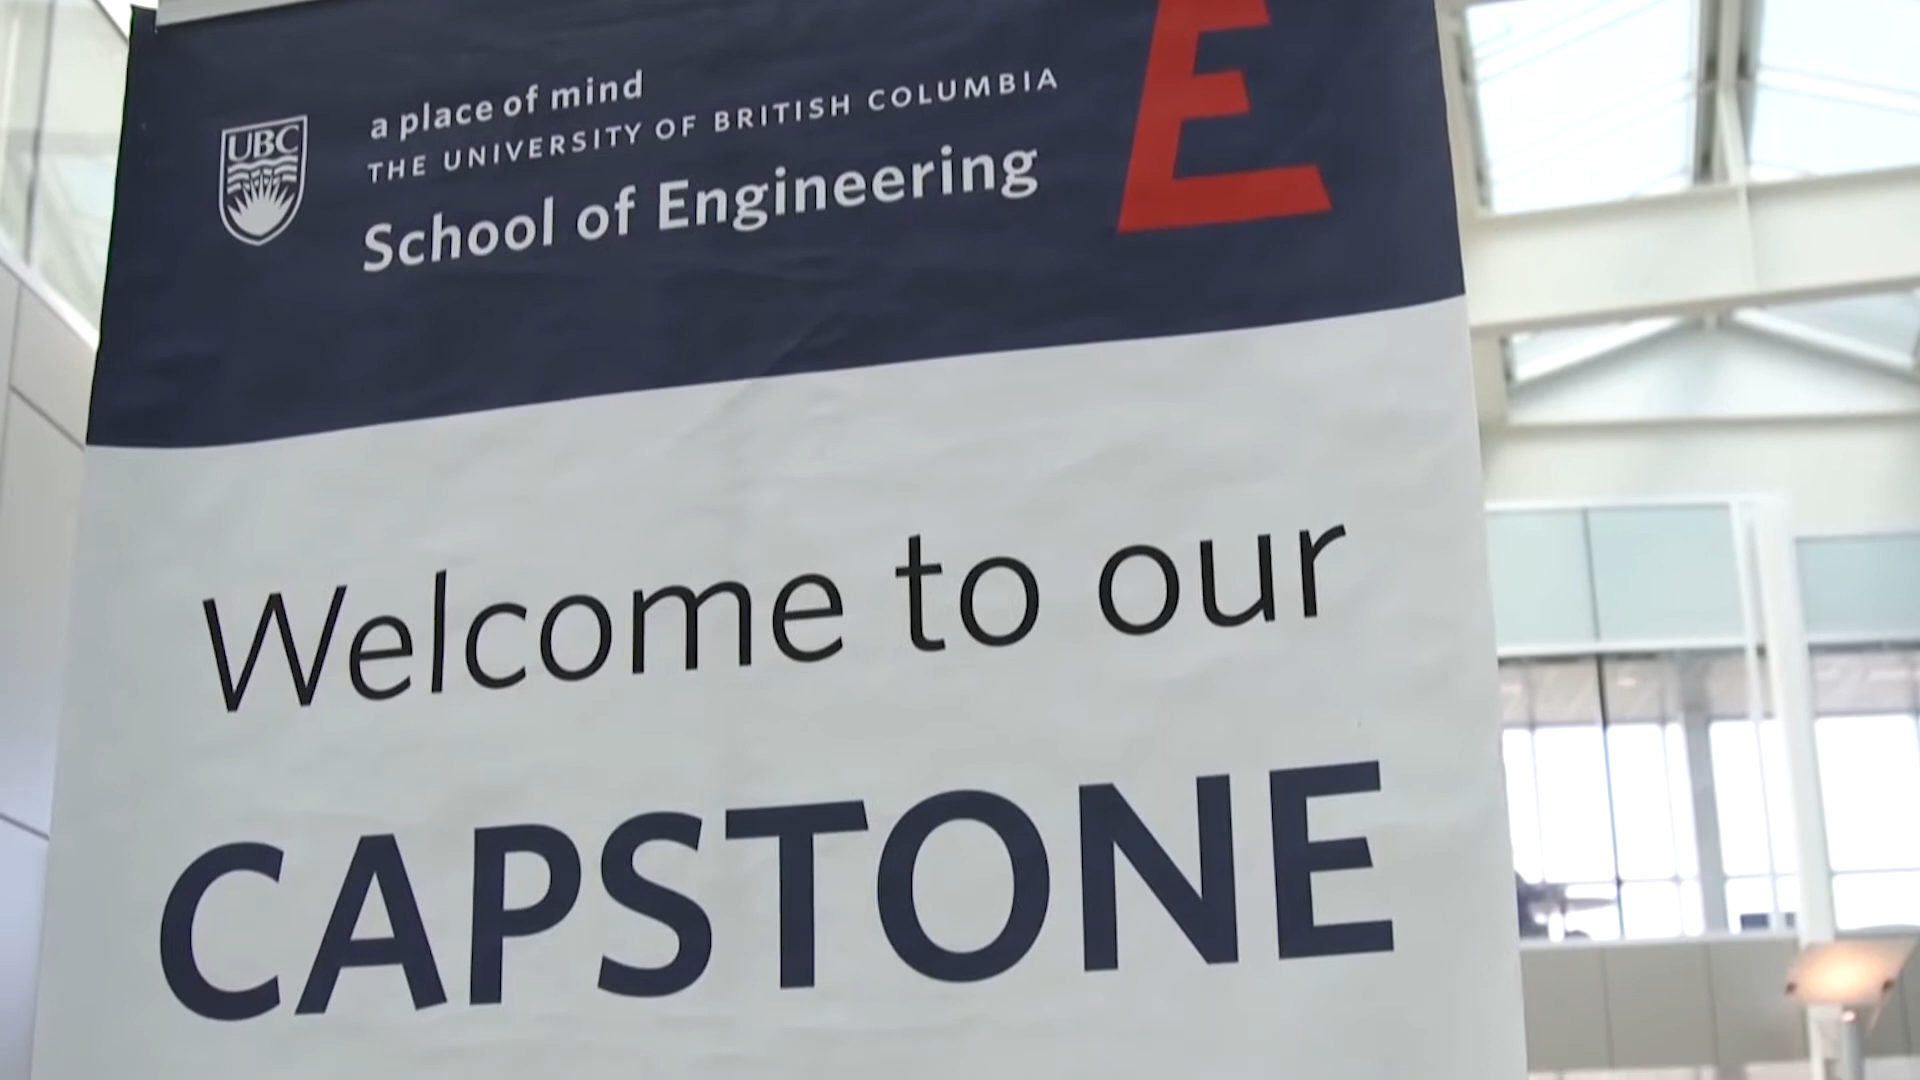 UBC
a place of mind
THE UNIVERSITY OF BRITISH COLUMBIA
School of Engineering
E
Welcome to our
CAPSTONE